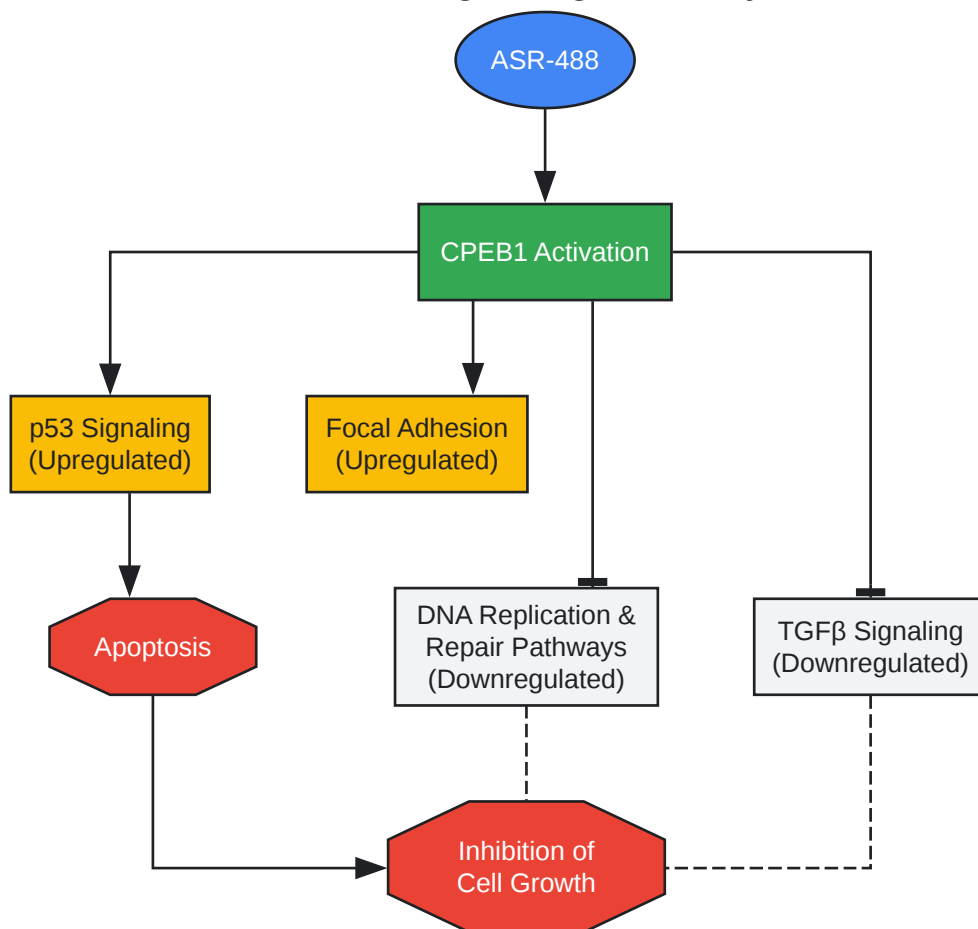 ASR-488
CPEB1 Activation
p53 Signaling
(Upregulated)
Focal Adhesion
(Upregulated)
DNA Replication &
Repair Pathways
(Downregulated)
TGFβ Signaling
(Downregulated)
Apoptosis
Inhibition of
Cell Growth